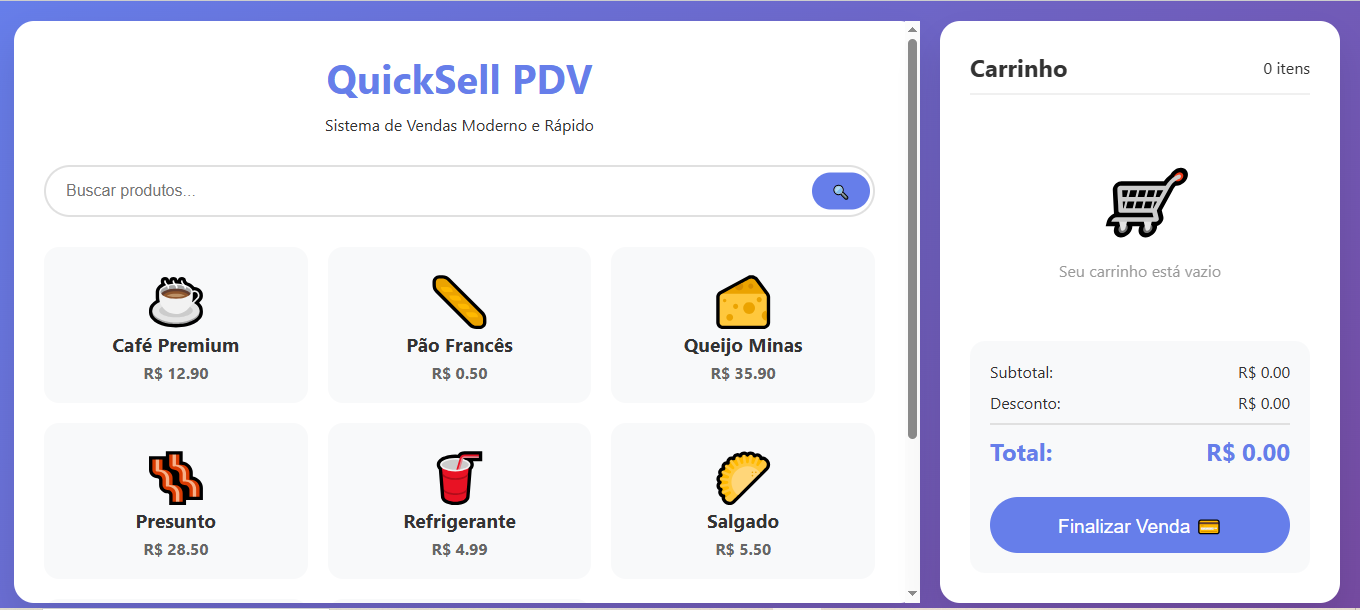 QuickSell PDV
Sistema de Vendas Moderno e Rápido
Buscar produtos...
Café Premium
R$ 12.90
Pão Francês
R$ 0.50
Queijo Minas
R$ 35.90
Presunto
R$ 28.50
Refrigerante
R$ 4.99
Salgado
R$ 5.50
Carrinho
0 itens
Seu carrinho está vazio
Subtotal: R$ 0.00
Desconto: R$ 0.00
Total: R$ 0.00
Finalizar Venda